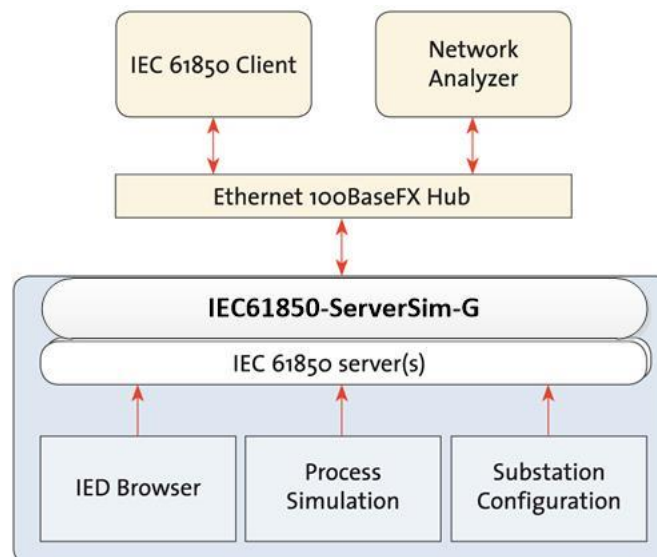 IEC 61850 Client
Network
Analyzer
Ethernet 100BaseFX Hub
IEC61850-ServerSim-G
IEC 61850 server(s)
IED Browser
Process
Simulation
Substation
Configuration